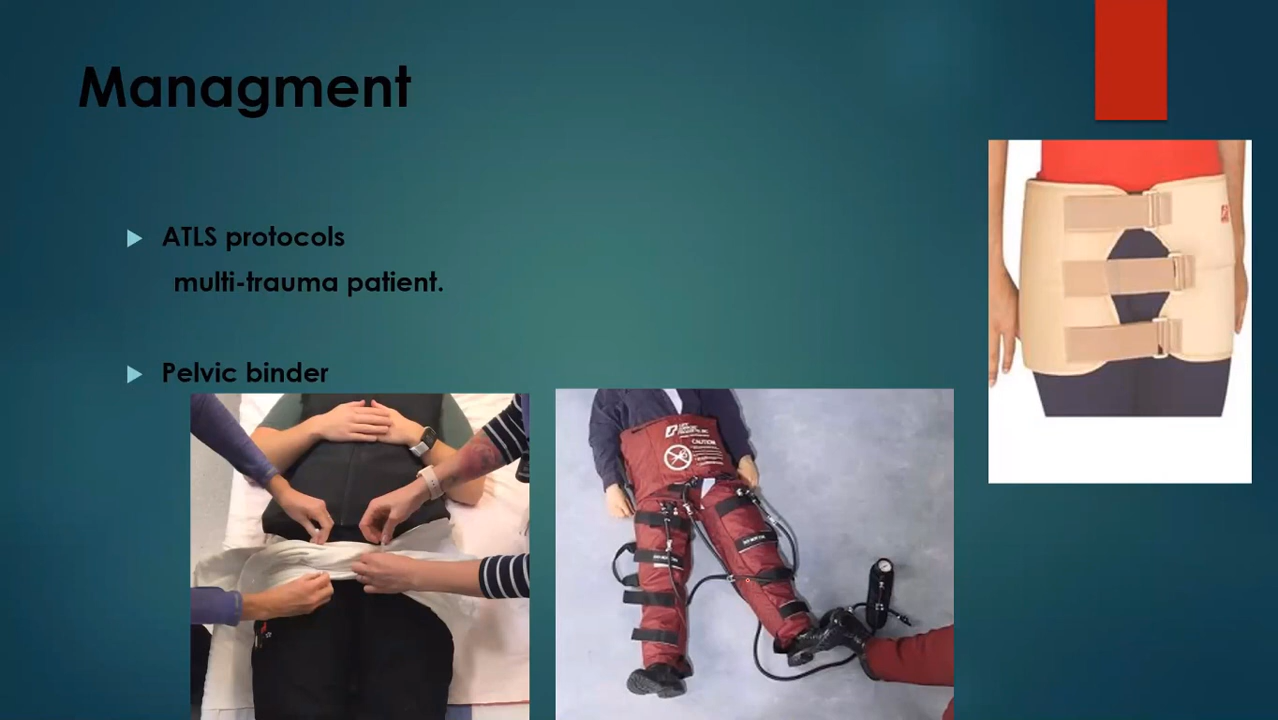 Managment
ATLS protocols
multi-trauma patient.
Pelvic binder
CAUTION